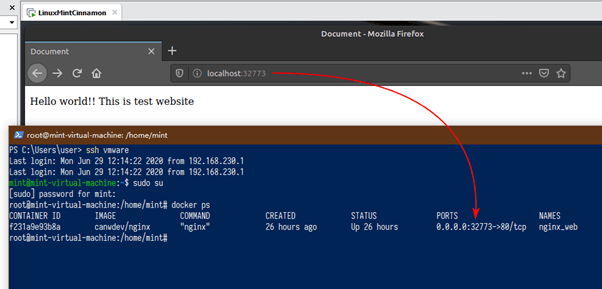 LinuxMintCinnamon
Document - Mozilla Firefox
Document
localhost:32773
Hello world!! This is test website
root@mint-virtual-machine: /home/mint
PS C:\Users\user> ssh vmware
Last login: Mon Jun 29 12:14:22 2020 from 192.168.230.1
Last login: Mon Jun 29 12:14:22 2020 from 192.168.230.1
mint@mint-virtual-machine:~$ sudo su
[sudo] password for mint:
root@mint-virtual-machine:/home/mint# docker ps
CONTAINER ID IMAGE COMMAND CREATED STATUS PORTS NAMES
f231a9e93b8a canwdev/nginx "nginx" 26 hours ago Up 26 hours 0.0.0.0:32773->80/tcp nginx_web
root@mint-virtual-machine:/home/mint#